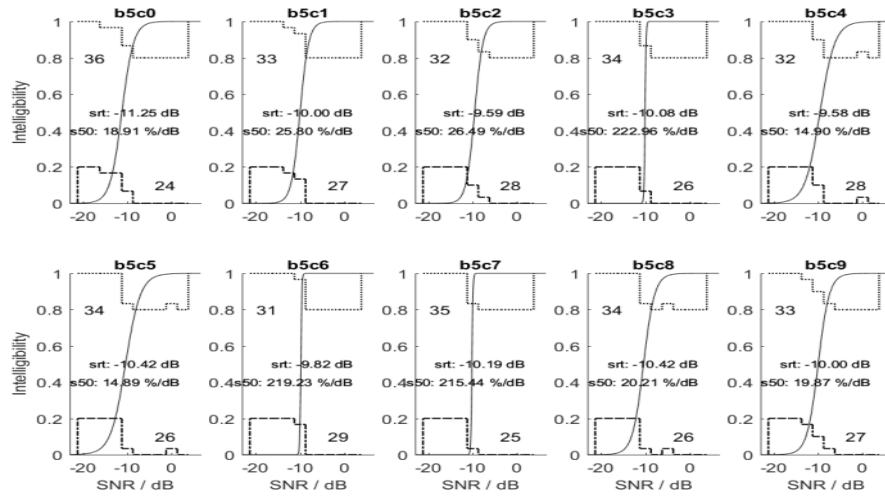 b5c0 b5c1 b5c2 b5c3 b5c4
1 1 1 1 1
0.8 0.8 0.8 0.8 0.8
0.6 0.6 0.6 0.6 0.6
0.4 0.4 0.4 0.4 0.4
0.2 0.2 0.2 0.2 0.2
0 0 0 0 0
Intelligibility
36 33 32 34 32
srt: -11.25 dB srt: -10.00 dB srt: -9.59 dB srt: -10.08 dB srt: -9.58 dB
s50: 18.91 %/dB s50: 25.80 %/dB s50: 26.49 %/dB s50: 222.96 %/dB s50: 14.90 %/dB
24 27 28 26 28
-20 -10 0 -20 -10 0 -20 -10 0 -20 -10 0 -20 -10 0
b5c5 b5c6 b5c7 b5c8 b5c9
1 1 1 1 1
0.8 0.8 0.8 0.8 0.8
0.6 0.6 0.6 0.6 0.6
0.4 0.4 0.4 0.4 0.4
0.2 0.2 0.2 0.2 0.2
0 0 0 0 0
Intelligibility
34 31 35 34 33
srt: -10.42 dB srt: -9.82 dB srt: -10.19 dB srt: -10.42 dB srt: -10.00 dB
s50: 14.89 %/dB s50: 219.23 %/dB s50: 215.44 %/dB s50: 20.21 %/dB s50: 19.87 %/dB
26 29 25 26 27
-20 -10 0 -20 -10 0 -20 -10 0 -20 -10 0 -20 -10 0
SNR / dB SNR / dB SNR / dB SNR / dB SNR / dB